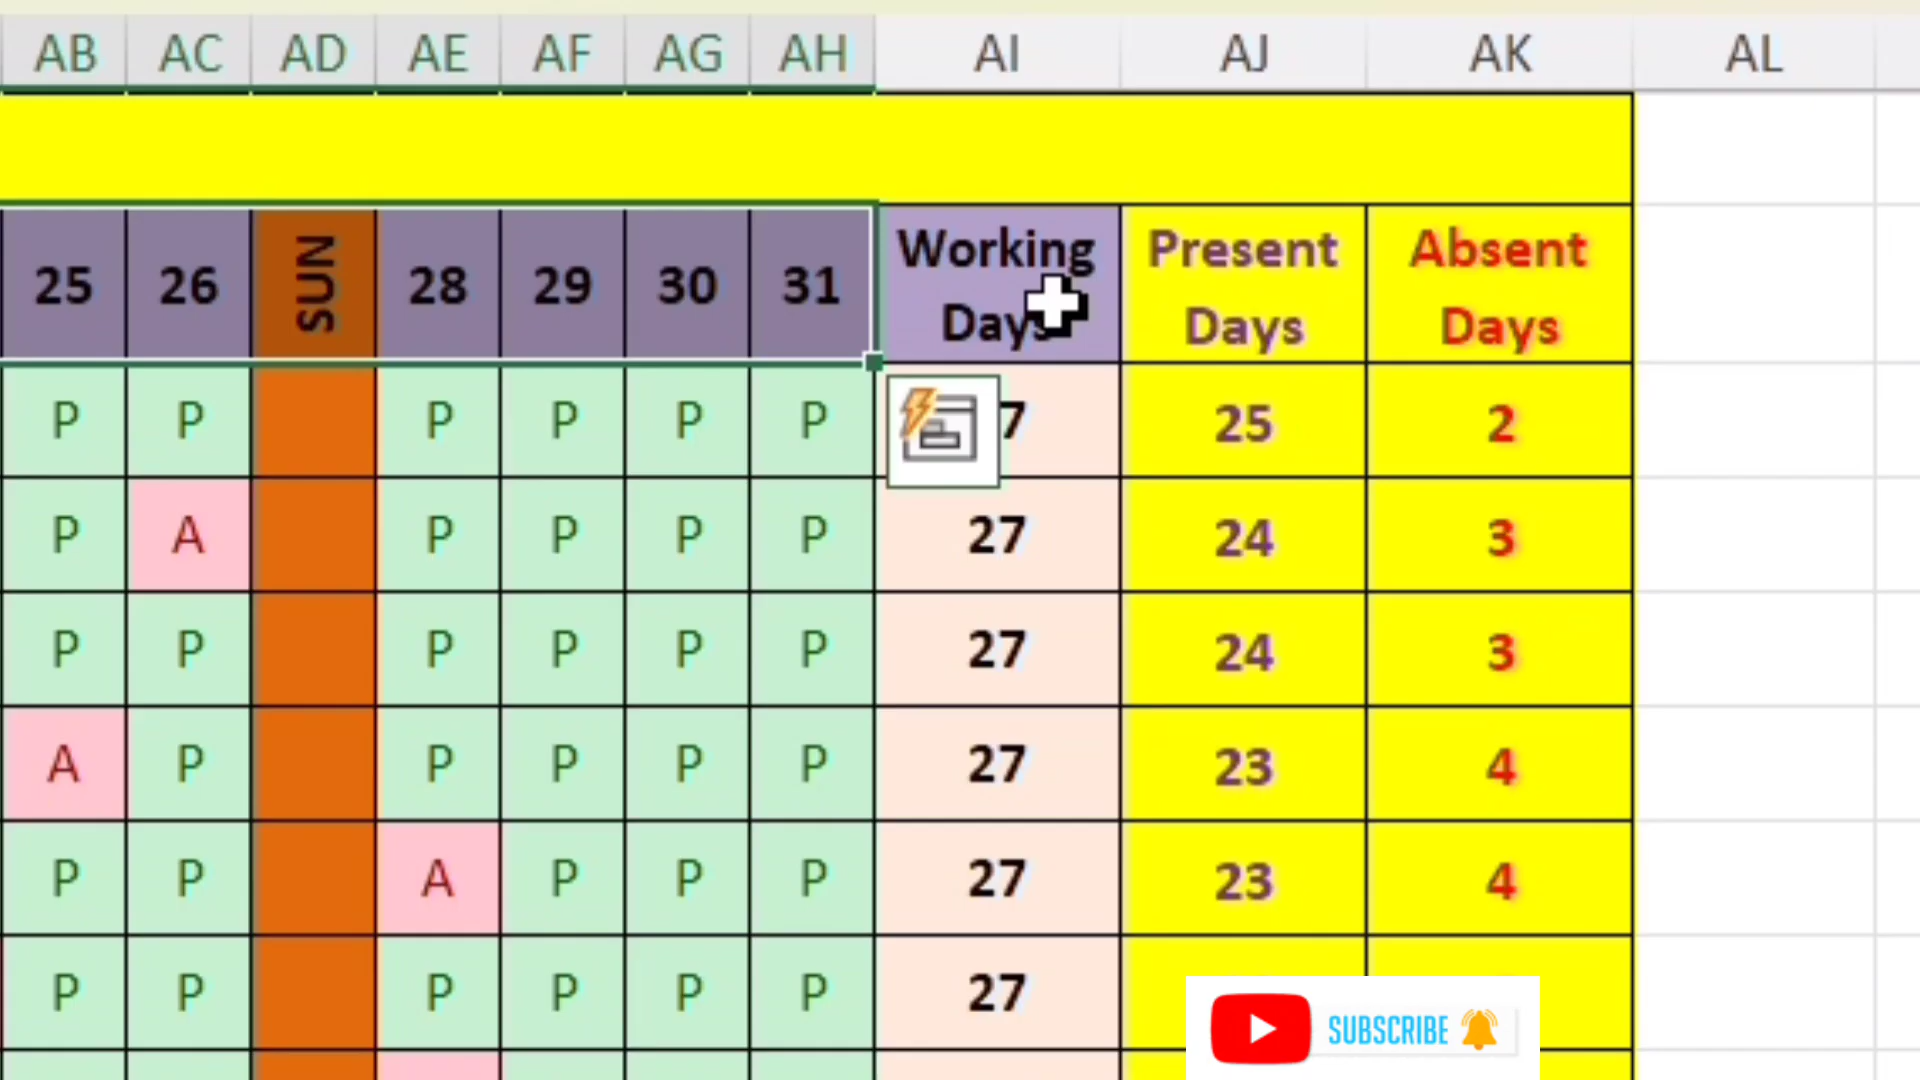 AB AC AD AE AF AG AH AI AJ AK AL
25 26 SUN 28 29 30 31 Working Days Present Days Absent Days
P P P P P P 7 25 2
P A P P P P 27 24 3
P P P P P P 27 24 3
A P P P P P 27 23 4
P P A P P P 27 23 4
P P P P P P 27
SUBSCRIBE